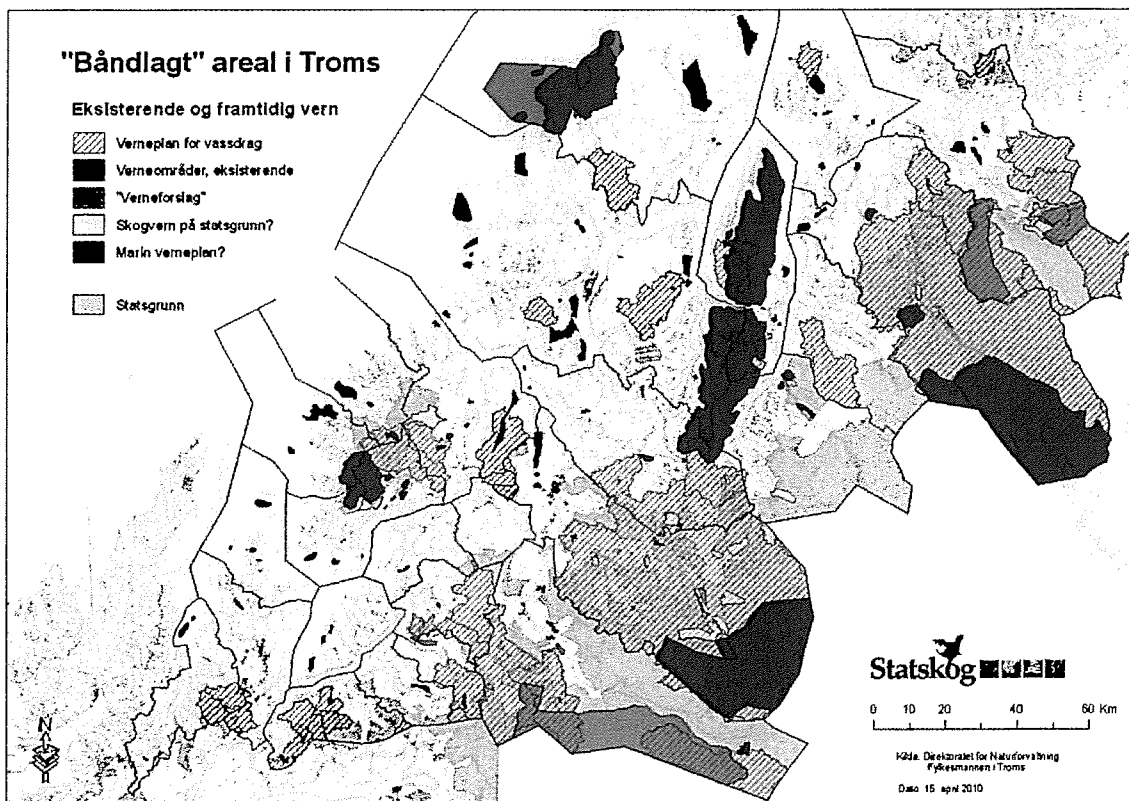 "Båndlagt" areal i Troms
Eksisterende og framtidig vern
Verneplan for vassdrag
Verneområder, eksisterende
"Verneforslag"
Skogvern på statsgrunn?
Marin verneplan?
Statsgrunn
N
Statskog
0 10 20 40 60 Km
Kilde: Direktoratet for Naturforvaltning
Fylkesmannen i Troms
Dato: 15. april 2010